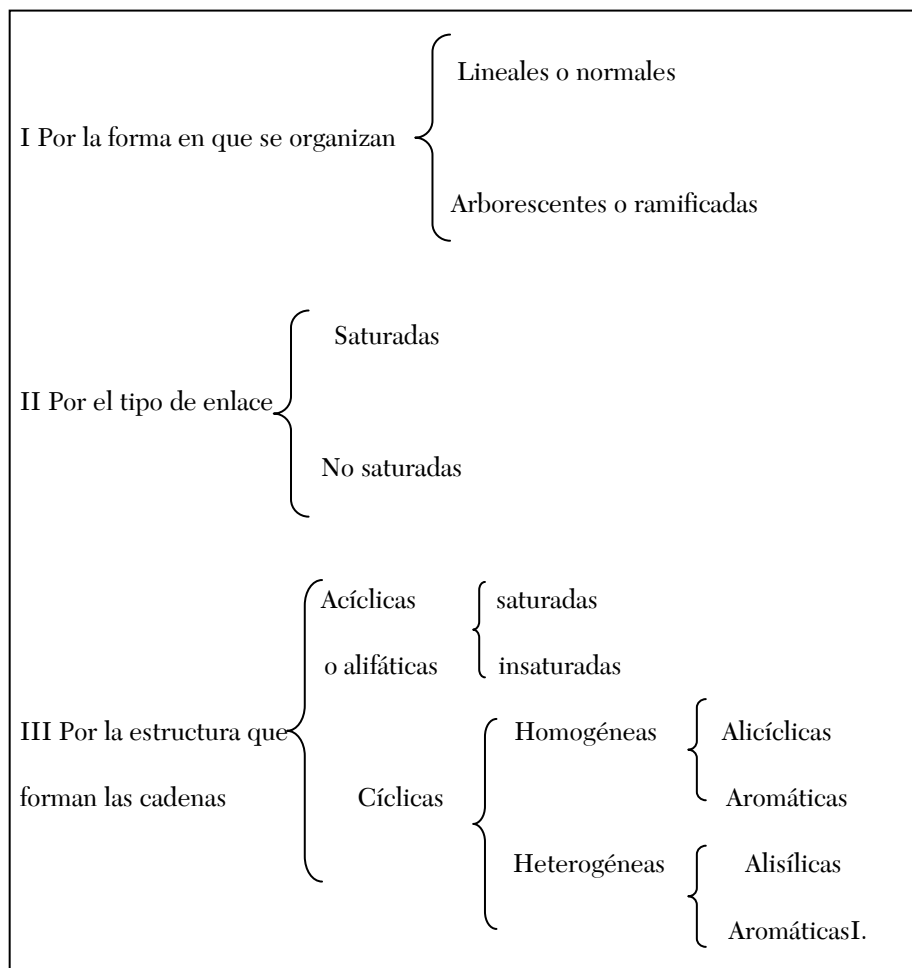 Lineales o normales
I Por la forma en que se organizan
Arborescentes o ramificadas
Saturadas
II Por el tipo de enlace
No saturadas
Acíclicas saturadas
o alifáticas insaturadas
III Por la estructura que Homogéneas Alicíclicas
forman las cadenas Cíclicas Aromáticas
Heterogéneas Alisílicas
AromáticasI.